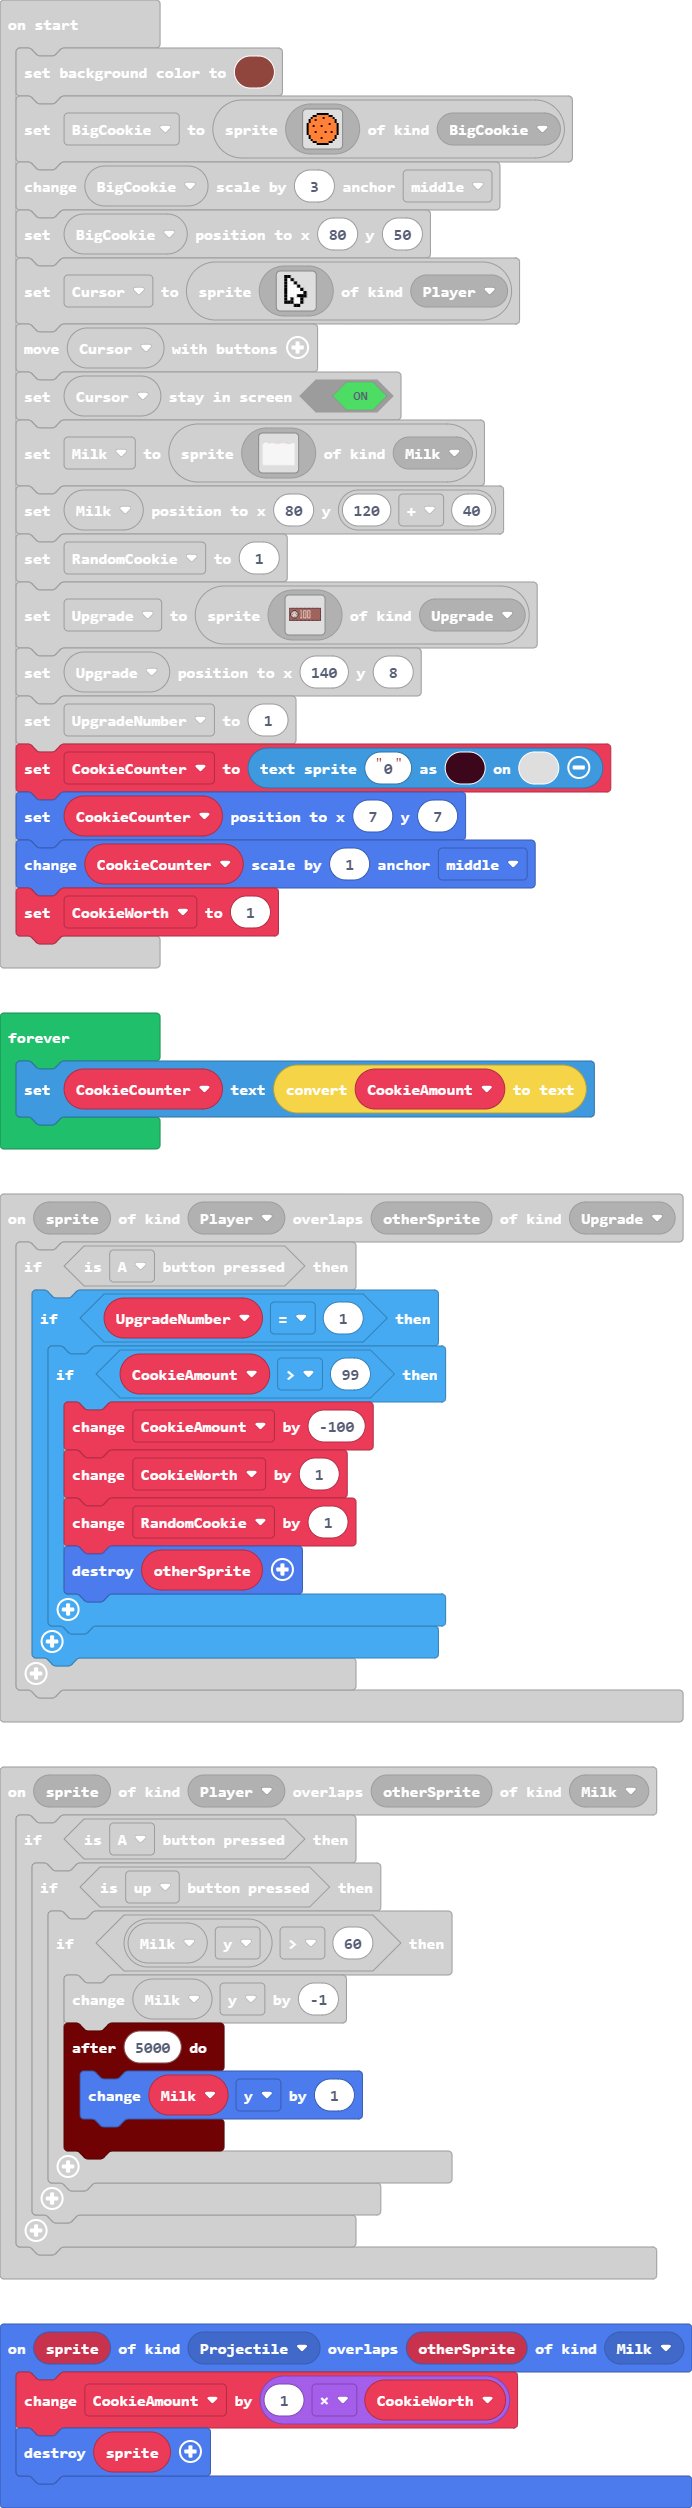 on start
set background color to
set BigCookie to sprite of kind BigCookie
change BigCookie scale by 3 anchor middle
set BigCookie position to x 80 y 50
set Cursor to sprite of kind Player
move Cursor with buttons
set Cursor stay in screen ON
set Milk to sprite of kind Milk
set Milk position to x 80 y 120 + 40
set RandomCookie to 1
set Upgrade to sprite 100 of kind Upgrade
set Upgrade position to x 140 y 8
set UpgradeNumber to 1
set CookieCounter to text sprite "0" as on
set CookieCounter position to x 7 y 7
change CookieCounter scale by 1 anchor middle
set CookieWorth to 1
forever
set CookieCounter text convert CookieAmount to text
on sprite of kind Player overlaps otherSprite of kind Upgrade
if is A button pressed then
if UpgradeNumber = 1 then
if CookieAmount > 99 then
change CookieAmount by -100
change CookieWorth by 1
change RandomCookie by 1
destroy otherSprite
on sprite of kind Player overlaps otherSprite of kind Milk
if is A button pressed then
if is up button pressed then
if Milk y > 60 then
change Milk y by -1
after 5000 do
change Milk y by 1
on sprite of kind Projectile overlaps otherSprite of kind Milk
change CookieAmount by 1 × CookieWorth
destroy sprite